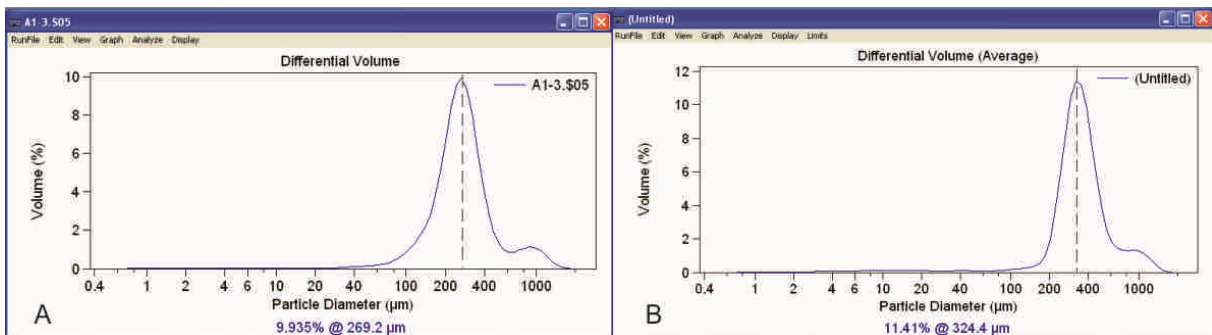 A1-3.$05
RunFile Edit View Graph Analyze Display
Differential Volume
A1-3.$05
Volume (%)
10
8
6
4
2
0
0.4 1 2 4 6 10 20 40 100 200 400 1000
Particle Diameter (µm)
9.935% @ 269.2 µm
A
(Untitled)
RunFile Edit View Graph Analyze Display Limits
Differential Volume (Average)
(Untitled)
Volume (%)
12
10
8
6
4
2
0
0.4 1 2 4 6 10 20 40 100 200 400 1000
Particle Diameter (µm)
11.41% @ 324.4 µm
B